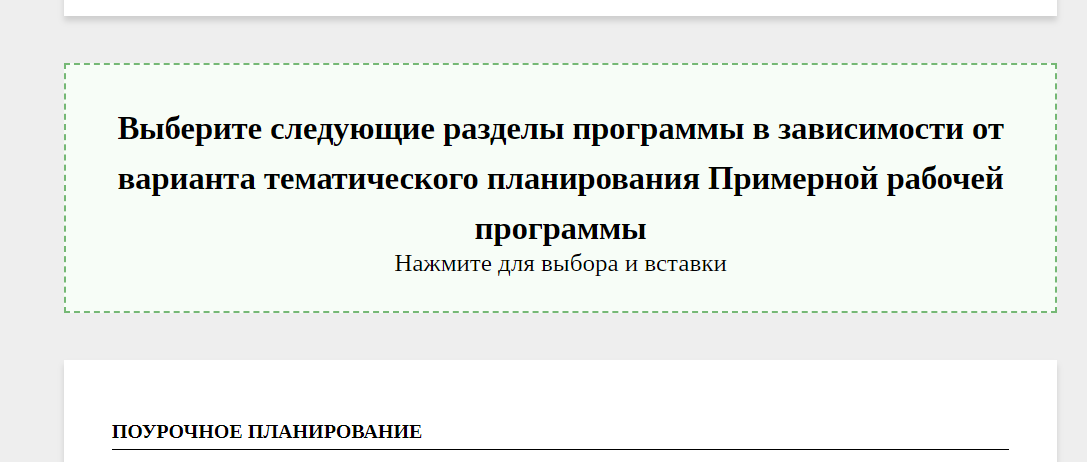 Выберите следующие разделы программы в зависимости от
варианта тематического планирования Примерной рабочей
программы
Нажмите для выбора и вставки
ПОУРОЧНОЕ ПЛАНИРОВАНИЕ